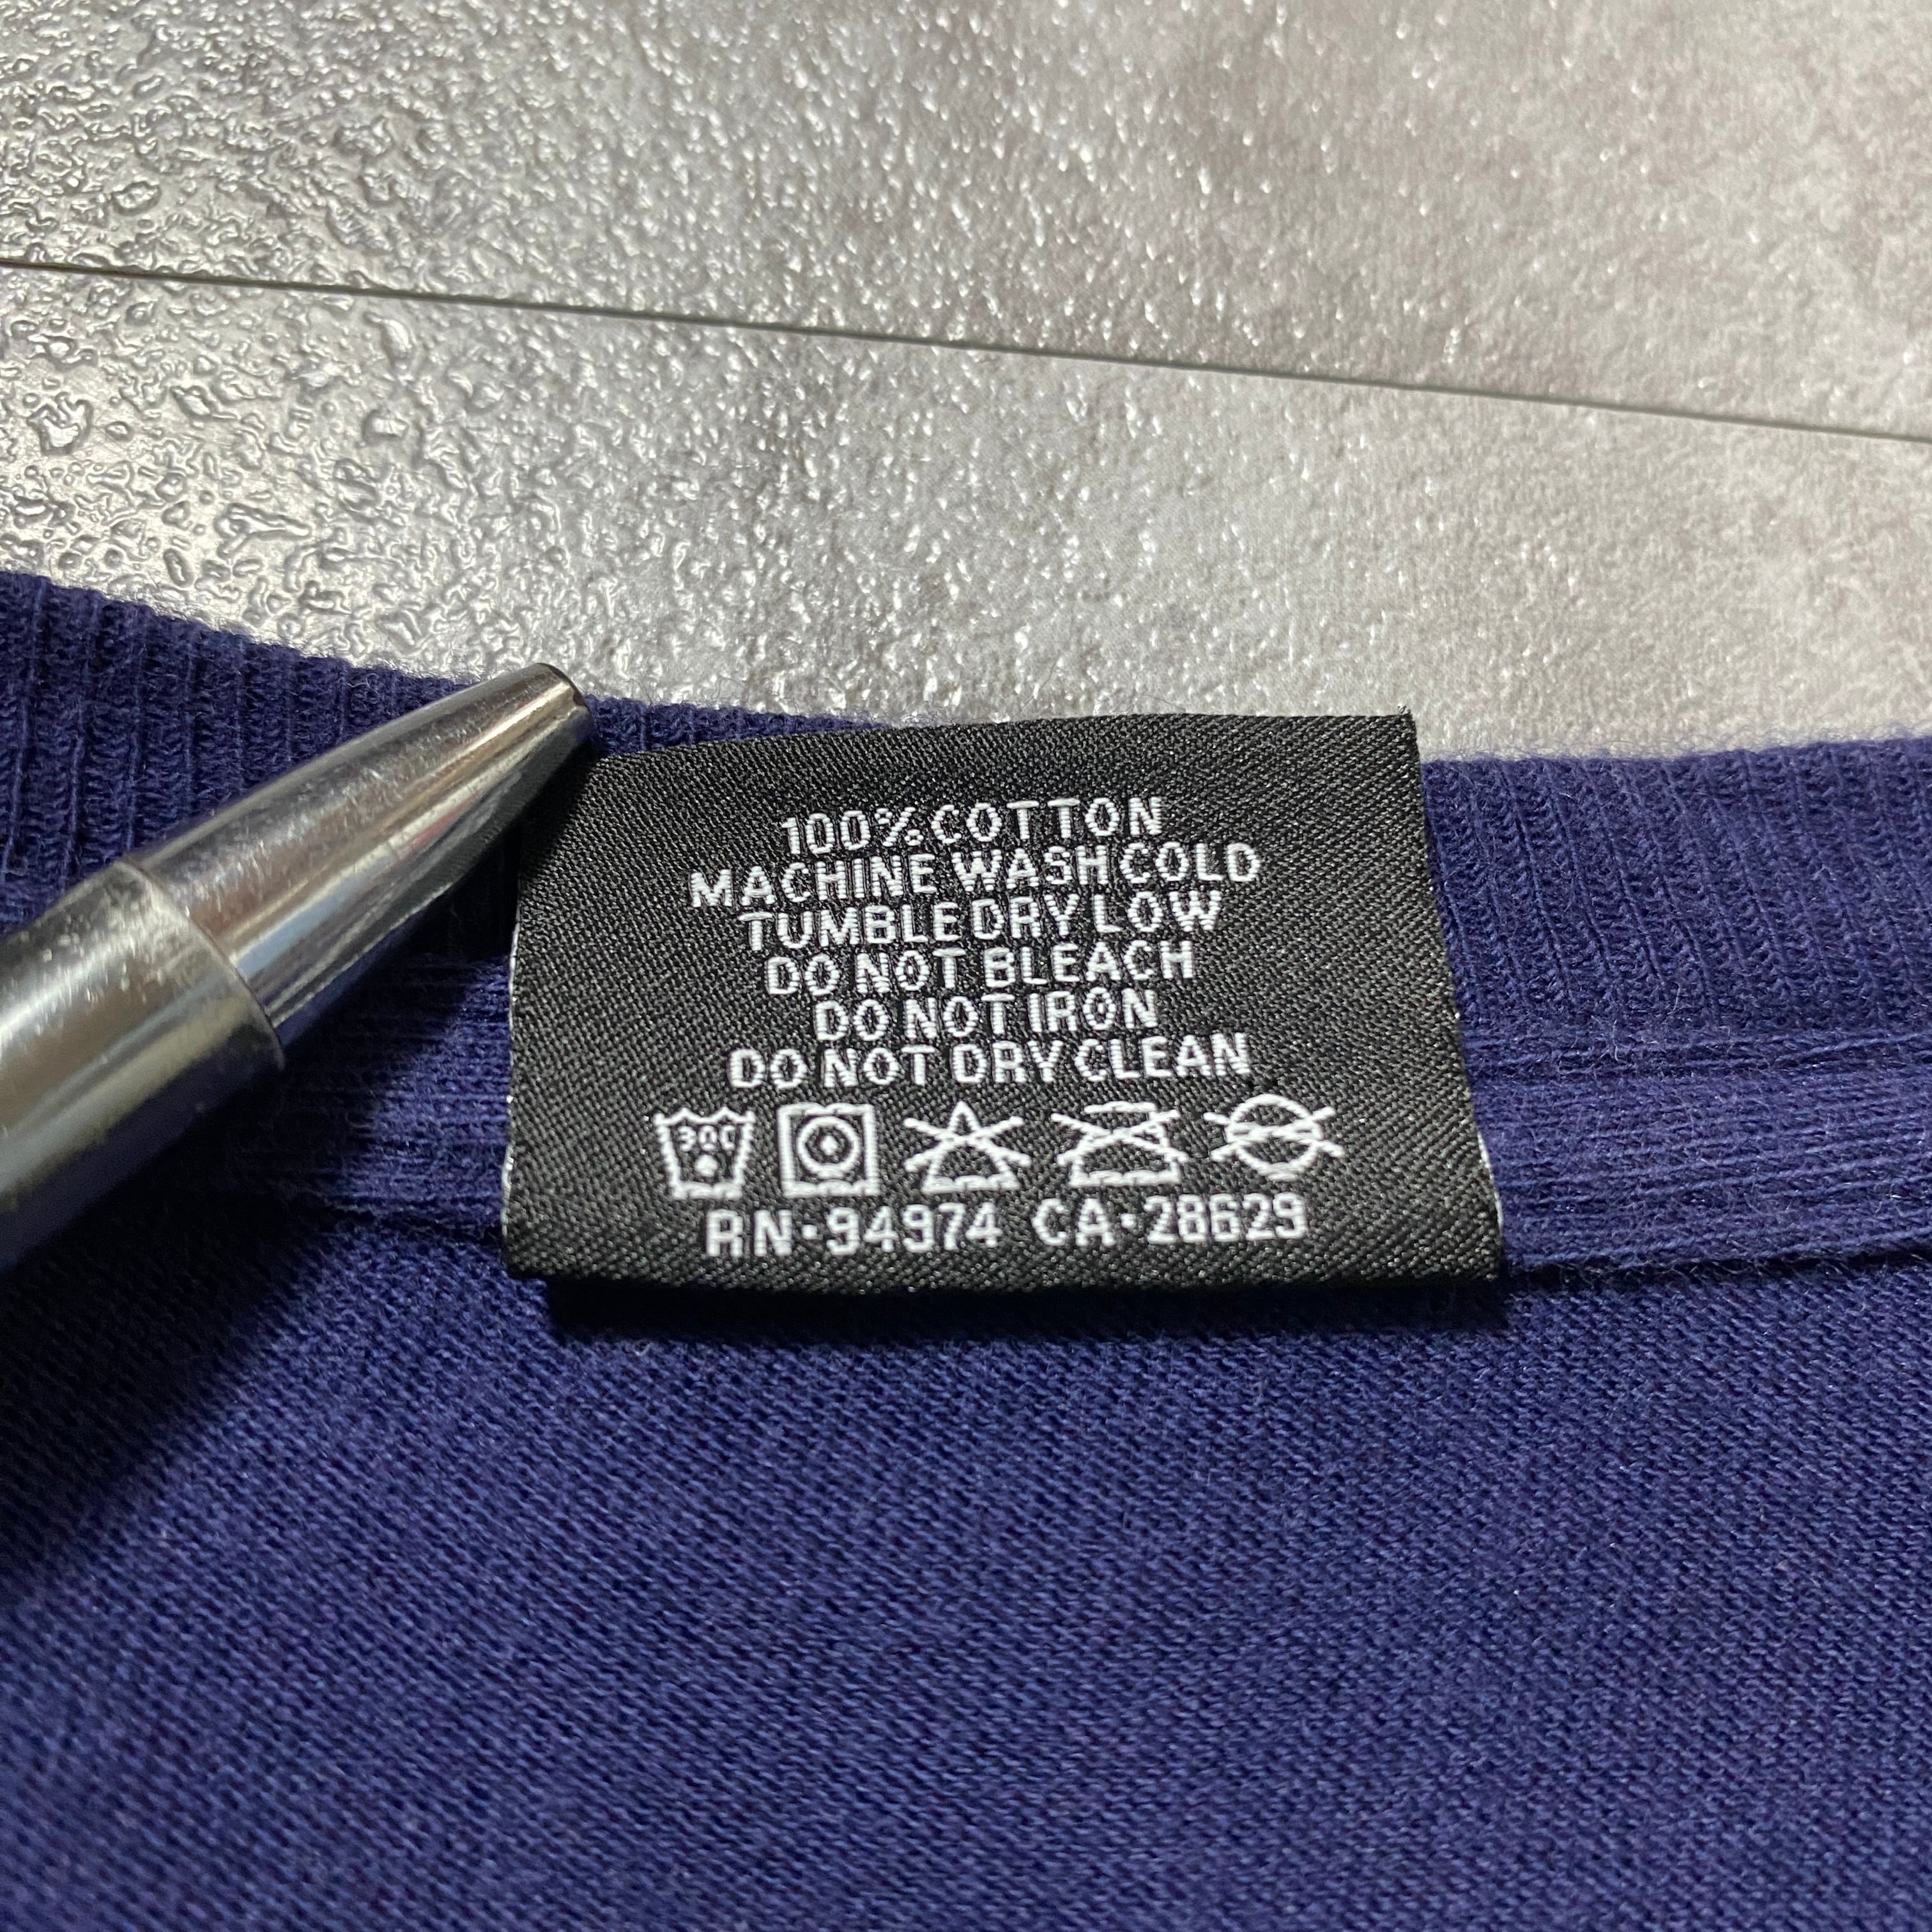 100% COTTON
MACHINE WASH COLD
TUMBLE DRY LOW
DO NOT BLEACH
DO NOT IRON
DO NOT DRY CLEAN
30C
RN·94974 CA·28629